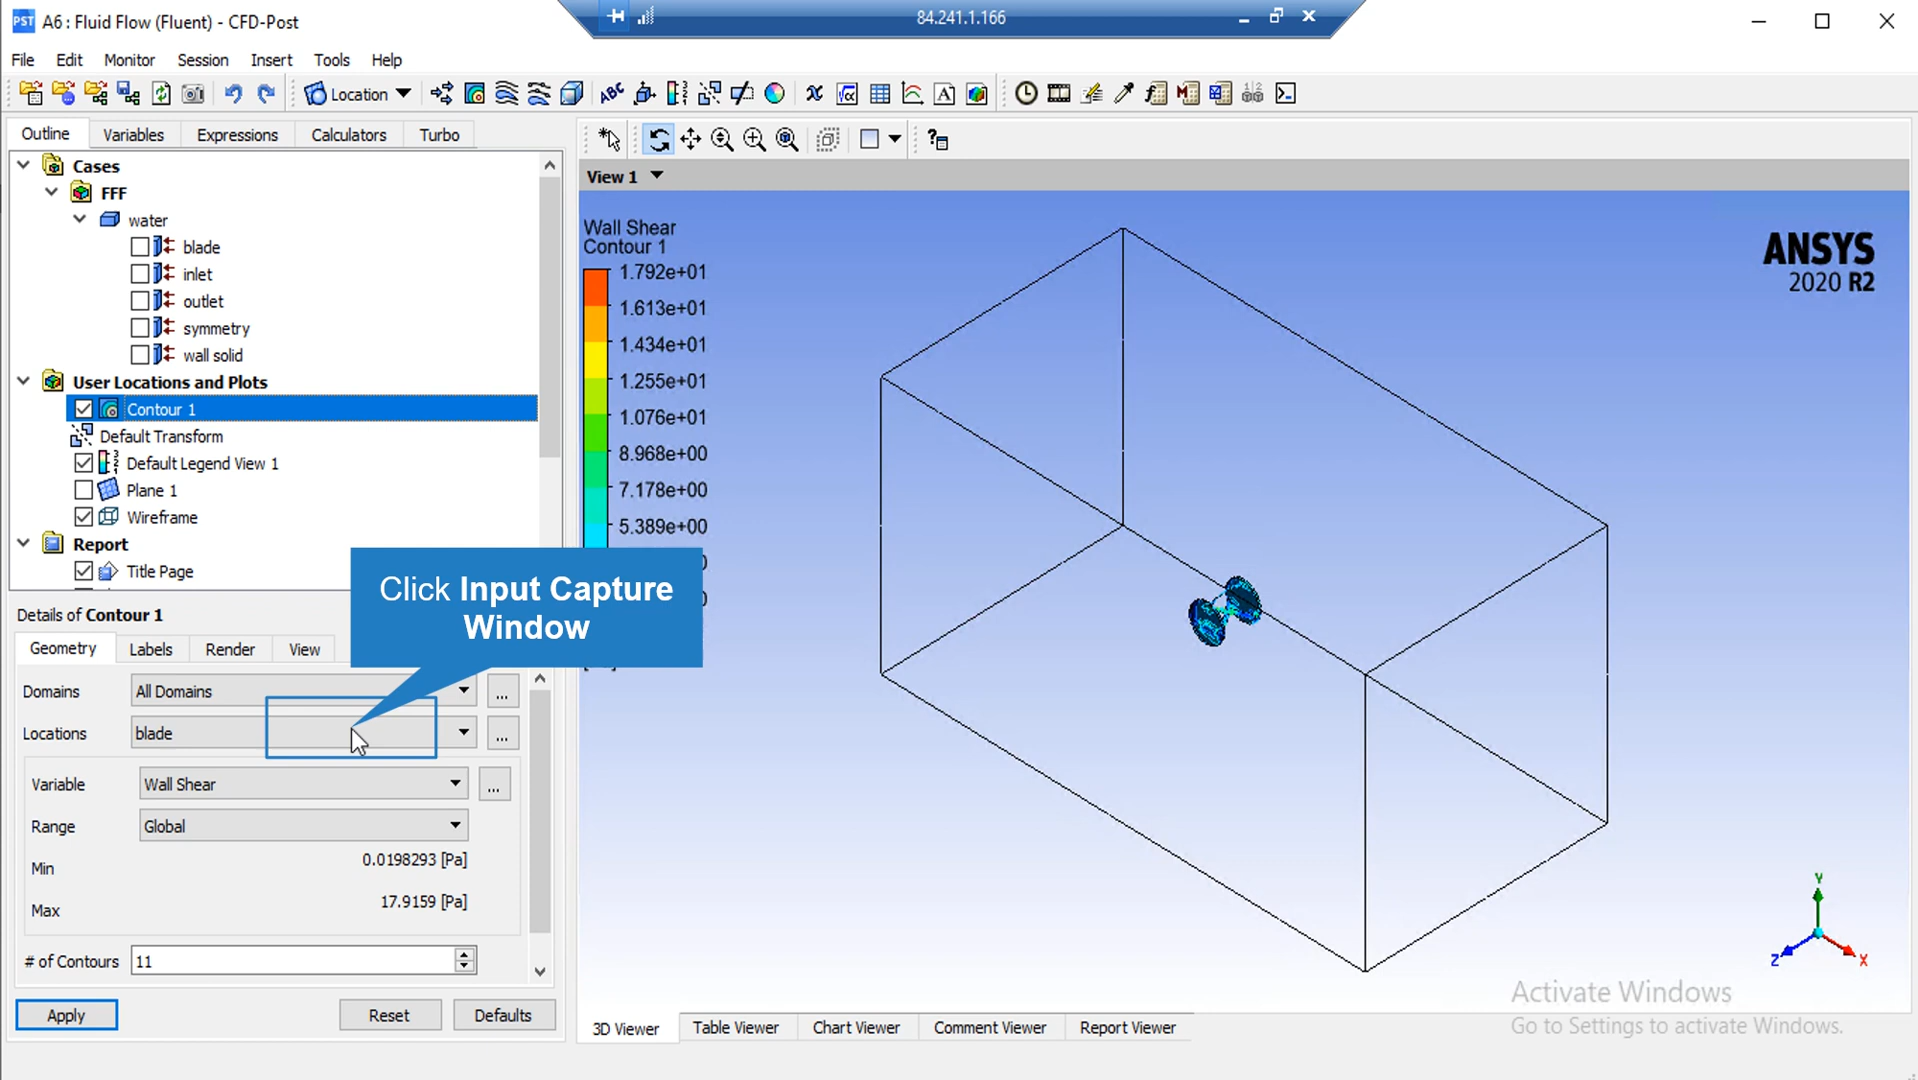 A6 : Fluid Flow (Fluent) - CFD-Post
84.241.1.166
File Edit Monitor Session Insert Tools Help
Location
Outline Variables Expressions Calculators Turbo
Cases
FFF
water
blade
inlet
outlet
symmetry
wall solid
User Locations and Plots
Contour 1
Default Transform
Default Legend View 1
Plane 1
Wireframe
Report
Title Page
Details of Contour 1
Geometry Labels Render View
Domains All Domains ...
Locations blade ...
Variable Wall Shear ...
Range Global
Min 0.0198293 [Pa]
Max 17.9159 [Pa]
# of Contours 11
Apply Reset Defaults
Click Input Capture
Window
View 1
Wall Shear
Contour 1
1.792e+01
1.613e+01
1.434e+01
1.255e+01
1.076e+01
8.968e+00
7.178e+00
5.389e+00
ANSYS
2020 R2
Y
Z X
Activate Windows
Go to Settings to activate Windows.
3D Viewer Table Viewer Chart Viewer Comment Viewer Report Viewer